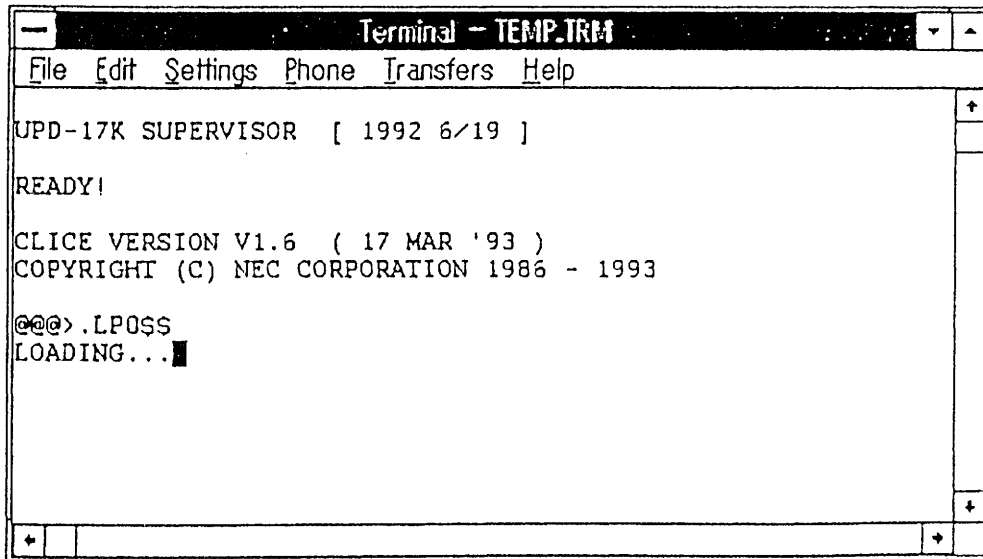 Terminal — TEMP.TRM
File Edit Settings Phone Transfers Help
UPD-17K SUPERVISOR [ 1992 6/19 ]
READY!
CLICE VERSION V1.6 ( 17 MAR '93 )
COPYRIGHT (C) NEC CORPORATION 1986 - 1993
@@@>.LP0$$
LOADING...